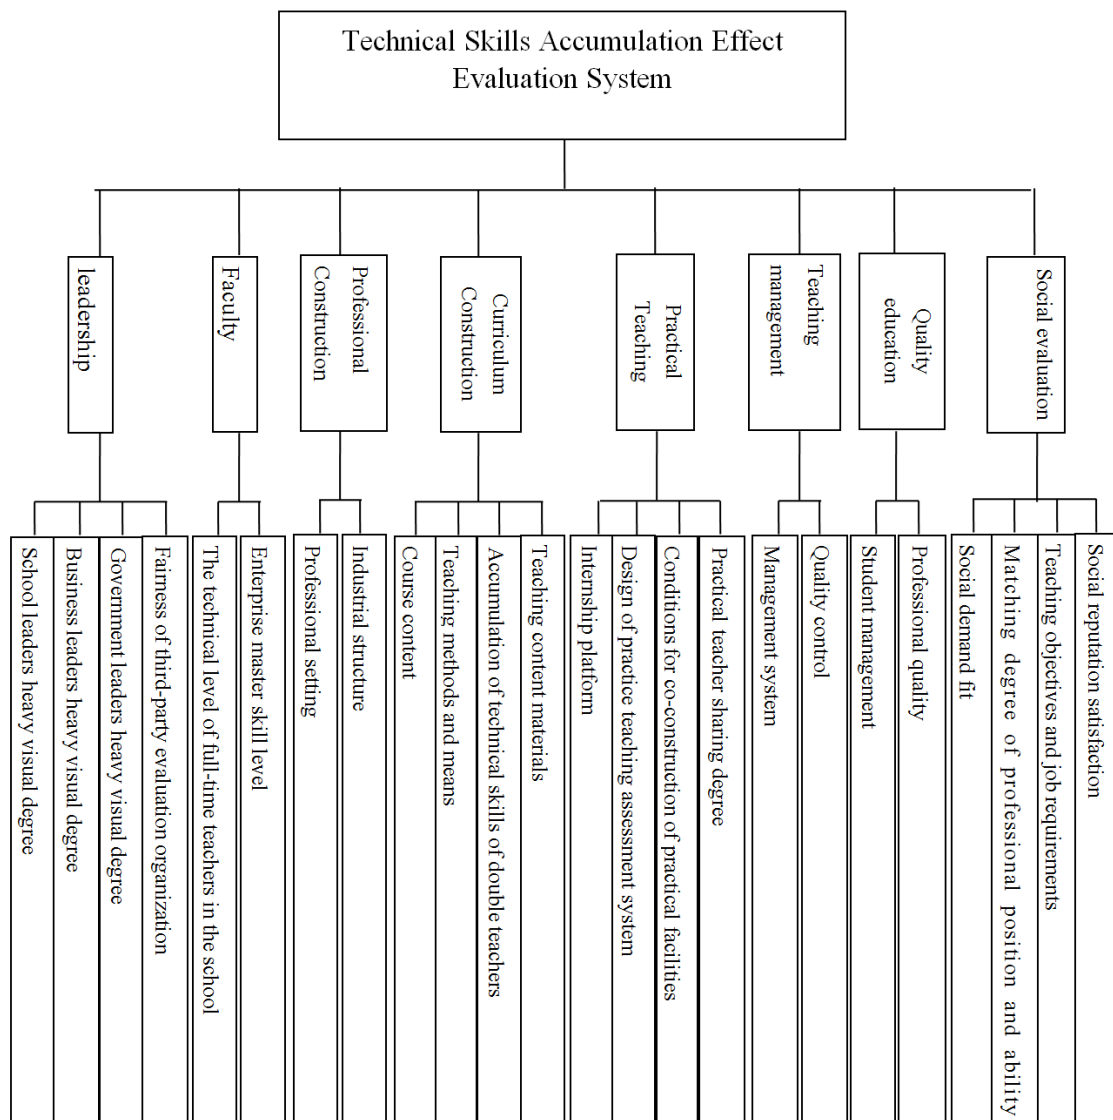 Technical Skills Accumulation Effect
Evaluation System
leadership
Faculty
Professional
Construction
Curriculum
Construction
Practical
Teaching
Teaching
management
Quality
education
Social evaluation
School leaders heavy visual degree
Business leaders heavy visual degree
Government leaders heavy visual degree
Fairness of third-party evaluation organization
The technical level of full-time teachers in the school
Enterprise master skill level
Professional setting
Industrial structure
Course content
Teaching methods and means
Accumulation of technical skills of double teachers
Teaching content materials
Internship platform
Design of practice teaching assessment system
Conditions for co-construction of practical facilities
Practical teacher sharing degree
Management system
Quality control
Student management
Professional quality
Social demand fit
Matching degree of professional position and ability
Teaching objectives and job requirements
Social reputation satisfaction